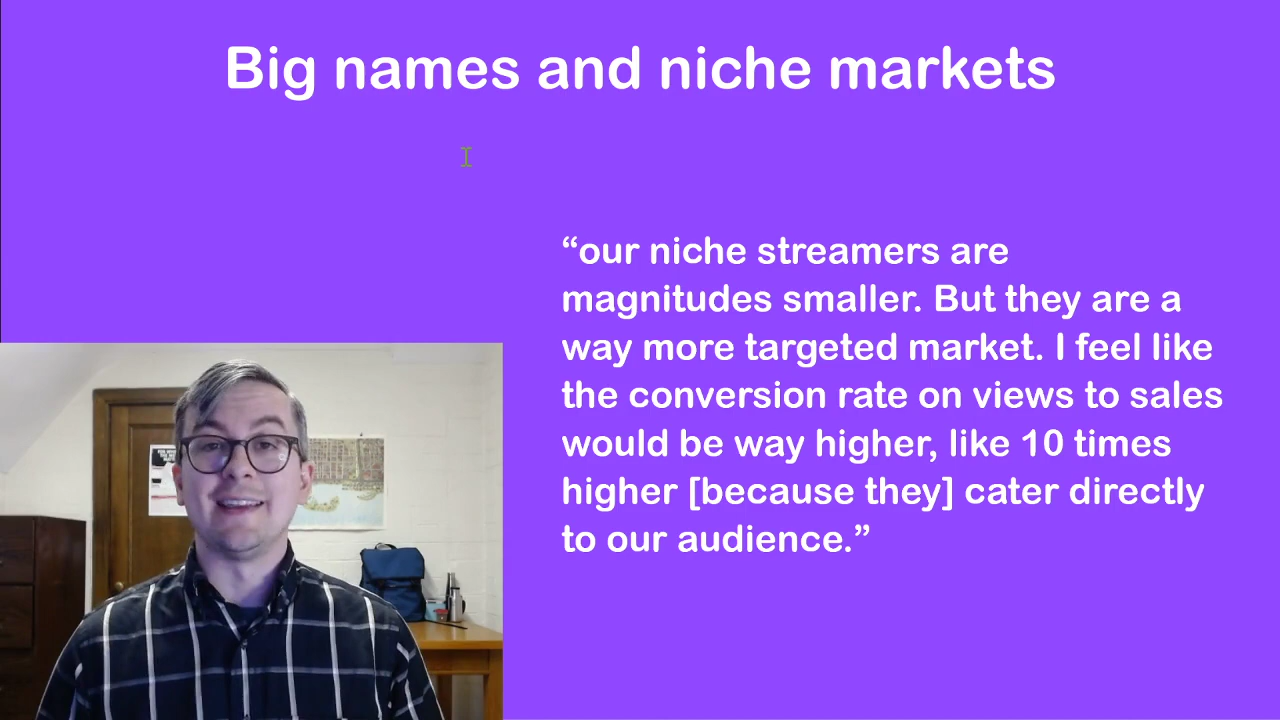 Big names and niche markets
“our niche streamers are
magnitudes smaller. But they are a
way more targeted market. I feel like
the conversion rate on views to sales
would be way higher, like 10 times
higher [because they] cater directly
to our audience.”